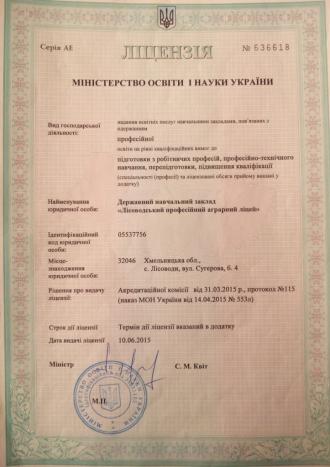 Серія АЕ
ЛІЦЕНЗІЯ
№ 636618
МІНІСТЕРСТВО ОСВІТИ І НАУКИ УКРАЇНИ
Вид господарської діяльності:
надання освітніх послуг навчальними закладами, пов'язаних з одержанням
професійної
освіти на рівні кваліфікаційних вимог до
підготовки з робітничих професій, професійно-технічного
навчання, перепідготовки, підвищення кваліфікації
(спеціальності (професії) та ліцензовані обсяги прийому вказані у
додатку)
Найменування
юридичної особи:
Державний навчальний заклад
«Лісоводський професійний аграрний ліцей»
Ідентифікаційний
код юридичної
особи:
05537756
Місце-
знаходження
юридичної особи:
32046 Хмельницька обл.,
с. Лісоводи, вул. Сугерова, б. 4
Рішення про видачу
ліцензії:
Акредитаційної комісії від 31.03.2015 р., протокол №115
(наказ МОН України від 14.04.2015 № 553л)
Строк дії ліцензії
Термін дії ліцензії вказаний в додатку
Дата видачі ліцензії
10.06.2015
Міністр
С. М. Квіт
М.П.